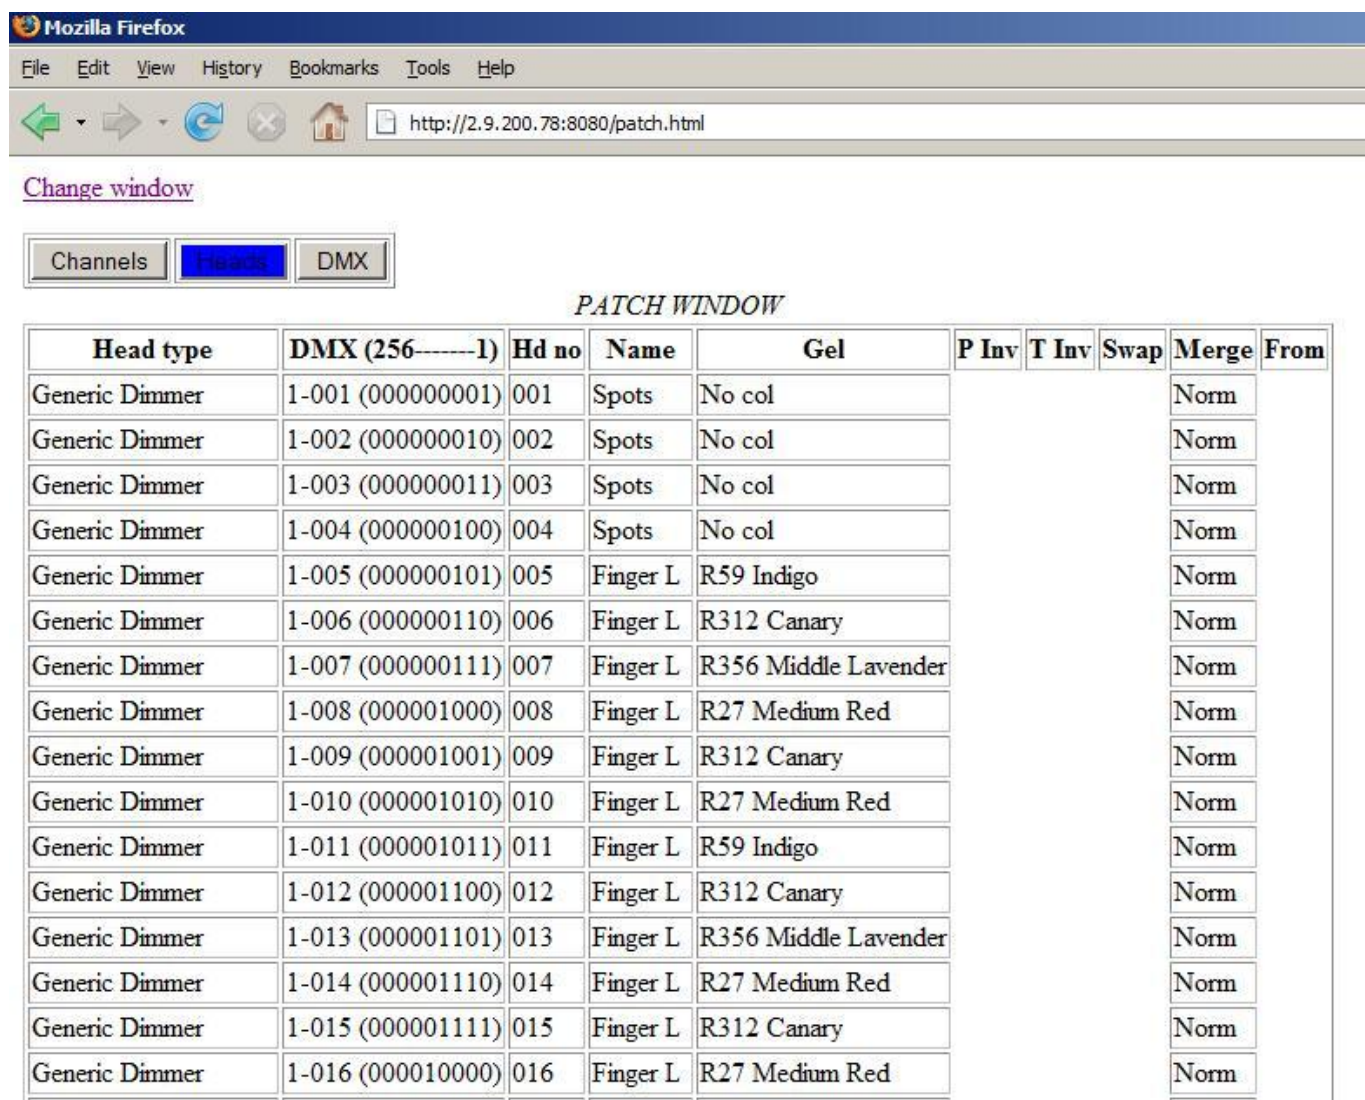 Mozilla Firefox
File Edit View History Bookmarks Tools Help
http://2.9.200.78:8080/patch.html
Change window
Channels Heads DMX
PATCH WINDOW
Head type DMX (256-------1) Hd no Name Gel P Inv T Inv Swap Merge From
Generic Dimmer 1-001 (000000001) 001 Spots No col Norm
Generic Dimmer 1-002 (000000010) 002 Spots No col Norm
Generic Dimmer 1-003 (000000011) 003 Spots No col Norm
Generic Dimmer 1-004 (000000100) 004 Spots No col Norm
Generic Dimmer 1-005 (000000101) 005 Finger L R59 Indigo Norm
Generic Dimmer 1-006 (000000110) 006 Finger L R312 Canary Norm
Generic Dimmer 1-007 (000000111) 007 Finger L R356 Middle Lavender Norm
Generic Dimmer 1-008 (000001000) 008 Finger L R27 Medium Red Norm
Generic Dimmer 1-009 (000001001) 009 Finger L R312 Canary Norm
Generic Dimmer 1-010 (000001010) 010 Finger L R27 Medium Red Norm
Generic Dimmer 1-011 (000001011) 011 Finger L R59 Indigo Norm
Generic Dimmer 1-012 (000001100) 012 Finger L R312 Canary Norm
Generic Dimmer 1-013 (000001101) 013 Finger L R356 Middle Lavender Norm
Generic Dimmer 1-014 (000001110) 014 Finger L R27 Medium Red Norm
Generic Dimmer 1-015 (000001111) 015 Finger L R312 Canary Norm
Generic Dimmer 1-016 (000010000) 016 Finger L R27 Medium Red Norm